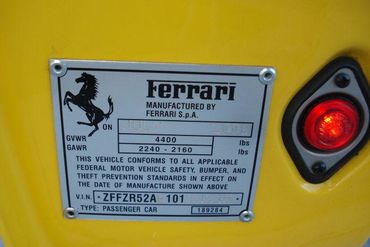 Ferrari
MANUFACTURED BY
FERRARI S.p.A.
ON
GVWR 4400 lbs
GAWR 2240 - 2160 lbs
THIS VEHICLE CONFORMS TO ALL APPLICABLE
FEDERAL MOTOR VEHICLE SAFETY, BUMPER, AND
THEFT PREVENTION STANDARDS IN EFFECT ON
THE DATE OF MANUFACTURE SHOWN ABOVE
V.I.N. ZFFZR52A 101
TYPE: PASSENGER CAR 189284